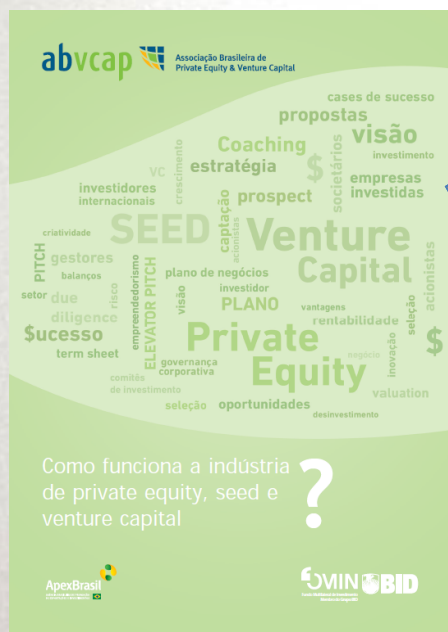 abvcap
Associação Brasileira de
Private Equity & Venture Capital
cases de sucesso
propostas
visão
Coaching
societários
investimento
VC
crescimento
estratégia
$
empresas
investidas
investidores
internacionais
captação
acionistas
prospect
criatividade
SEED
Venture
Capital
PITCH
gestores
balanços
empreendedorismo
ELEVATOR PITCH
plano de negócios
acionistas
setor
due
diligence
risco
visão
investidor
PLANO
vantagens
rentabilidade
seleção
$ucesso
term sheet
Private
Equity
negócio
inovação
$
governança
corporativa
comitês
de investimento
valuation
seleção
oportunidades
desinvestimento
Como funciona a indústria
de private equity, seed e
venture capital
?
ApexBrasil
FOMIN
BID